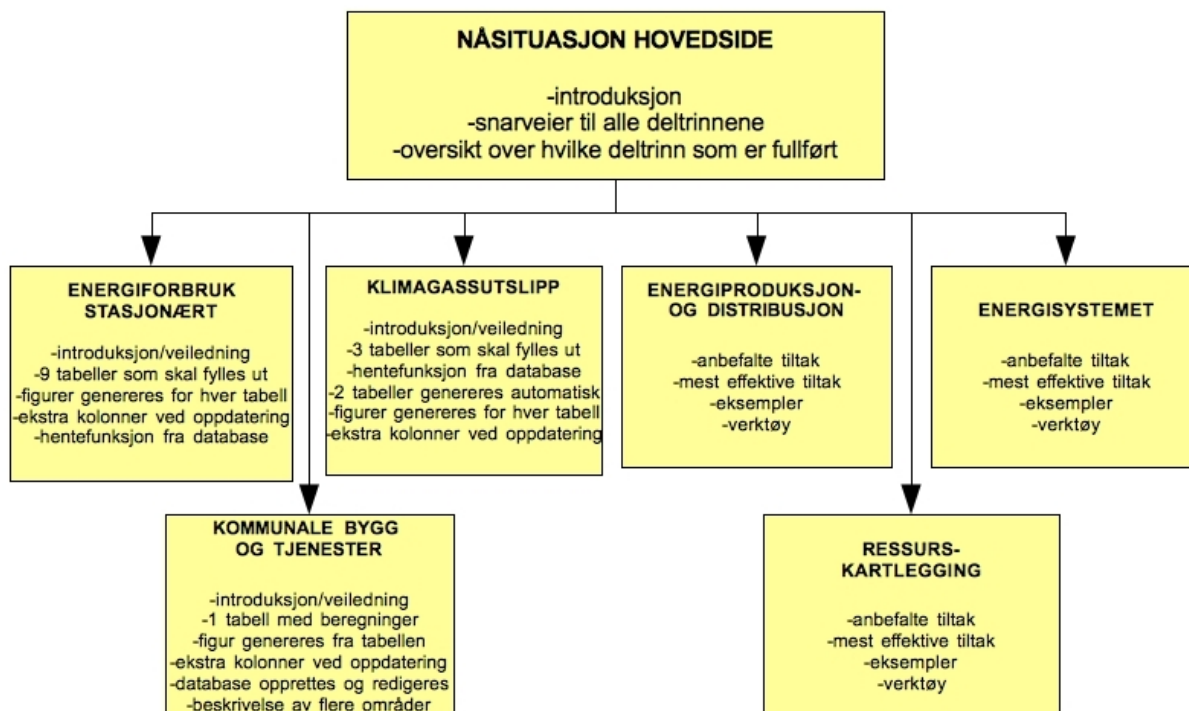 NÅSITUASJON HOVEDSIDE
-introduksjon
-snarveier til alle deltrinnene
-oversikt over hvilke deltrinn som er fullført
ENERGIFORBRUK
STASJONÆRT
-introduksjon/veiledning
-9 tabeller som skal fylles ut
-figurer genereres for hver tabell
-ekstra kolonner ved oppdatering
-hentefunksjon fra database
KLIMAGASSUTSLIPP
-introduksjon/veiledning
-3 tabeller som skal fylles ut
-hentefunksjon fra database
-2 tabeller genereres automatisk
-figurer genereres for hver tabell
-ekstra kolonner ved oppdatering
ENERGIPRODUKSJON-
OG DISTRIBUSJON
-anbefalte tiltak
-mest effektive tiltak
-eksempler
-verktøy
ENERGISYSTEMET
-anbefalte tiltak
-mest effektive tiltak
-eksempler
-verktøy
KOMMUNALE BYGG
OG TJENESTER
-introduksjon/veiledning
-1 tabell med beregninger
-figur genereres fra tabellen
-ekstra kolonner ved oppdatering
-database opprettes og redigeres
-beskrivelse av flere områder
RESSURS-
KARTLEGGING
-anbefalte tiltak
-mest effektive tiltak
-eksempler
-verktøy